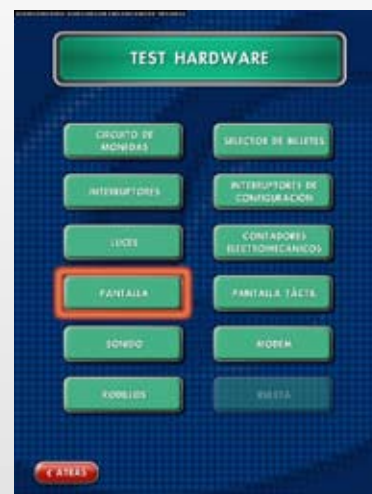 TEST HARDWARE
CIRCUITO DE
MONEDAS
SELECTOR DE BILLETES
INTERRUPTORES
INTERRUPTORES DE
CONFIGURACIÓN
LUCES
CONTADORES
ELECTROMECÁNICOS
PANTALLA
PANTALLA TÁCTIL
SONIDO
MODEM
RODILLOS
ATRÁS